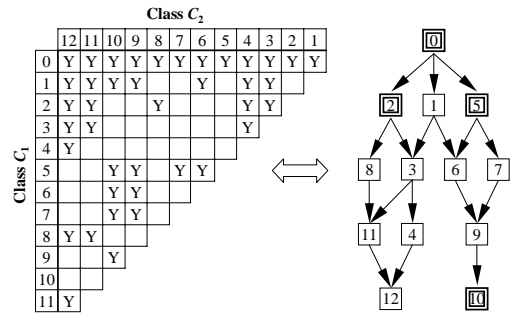 Class C2
12 11 10 9 8 7 6 5 4 3 2 1
Class C1
0 Y Y Y Y Y Y Y Y Y Y Y Y
1 Y Y Y Y Y Y Y
2 Y Y Y Y Y
3 Y Y Y
4 Y
5 Y Y Y Y
6 Y Y
7 Y Y
8 Y Y
9 Y
10
11 Y
0
2 1 5
8 3 6 7
11 4 9
12 10